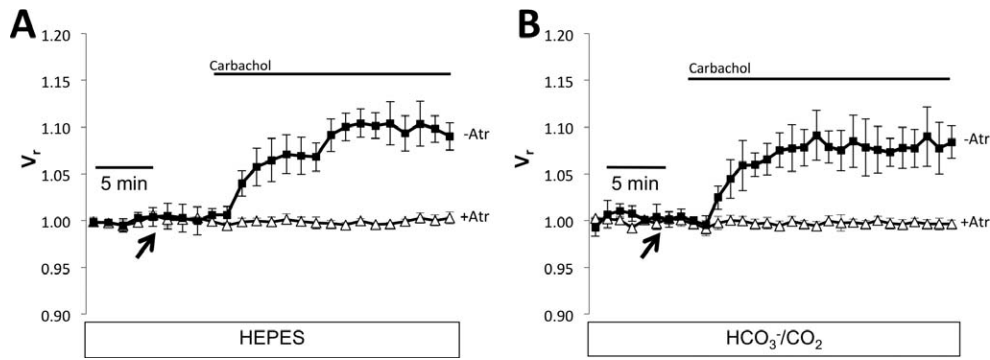 A
1.20
1.15
1.10
1.05
1.00
0.95
0.90
Vr
Carbachol
-Atr
5 min
+Atr
HEPES
B
1.20
1.15
1.10
1.05
1.00
0.95
0.90
Vr
Carbachol
-Atr
5 min
+Atr
HCO₃⁻/CO₂